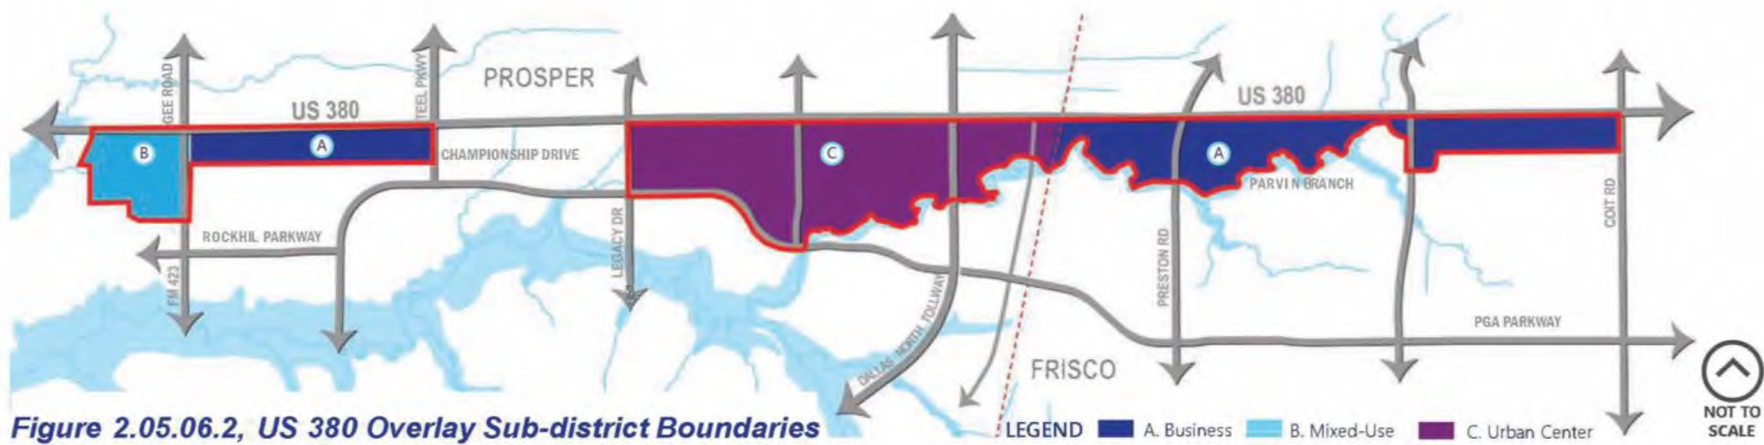 PROSPER
GEE ROAD
TEEL PKWY
US 380
US 380
B
A
CHAMPIONSHIP DRIVE
C
A
PARVIN BRANCH
ROCKHIL PARKWAY
FM 423
LEGACY DR
DALLAS NORTH TOLLWAY
PRESTON RD
COIT RD
PGA PARKWAY
FRISCO
NOT TO
SCALE
Figure 2.05.06.2, US 380 Overlay Sub-district Boundaries
LEGEND A. Business B. Mixed-Use C. Urban Center